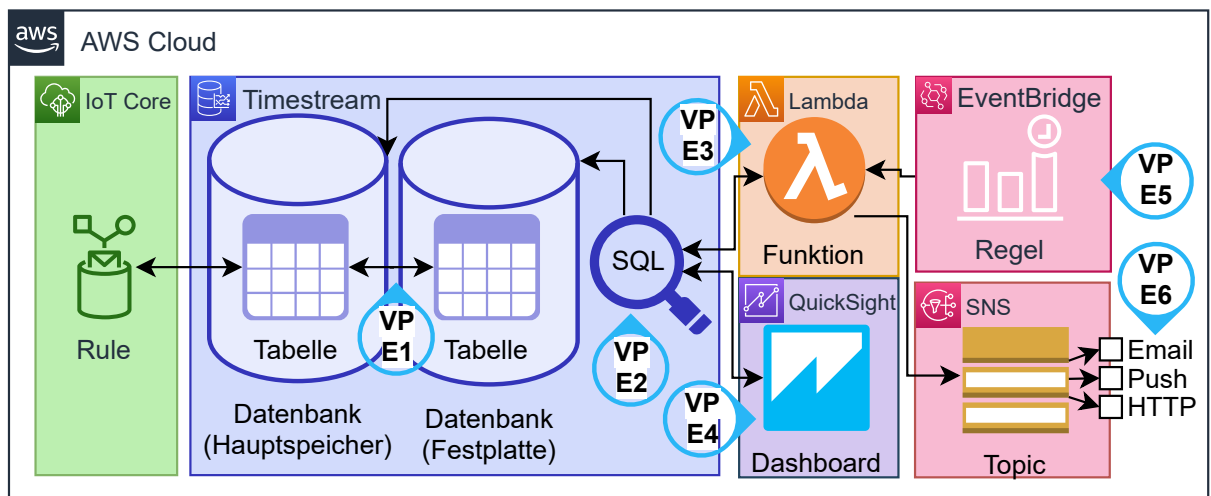 aws
AWS Cloud
IoT Core
Rule
Timestream
Tabelle
Tabelle
Datenbank
(Hauptspeicher)
Datenbank
(Festplatte)
VP
E1
SQL
VP
E2
VP
E3
Lambda
Funktion
VP
E4
QuickSight
Dashboard
EventBridge
Regel
VP
E5
VP
E6
SNS
Topic
Email
Push
HTTP